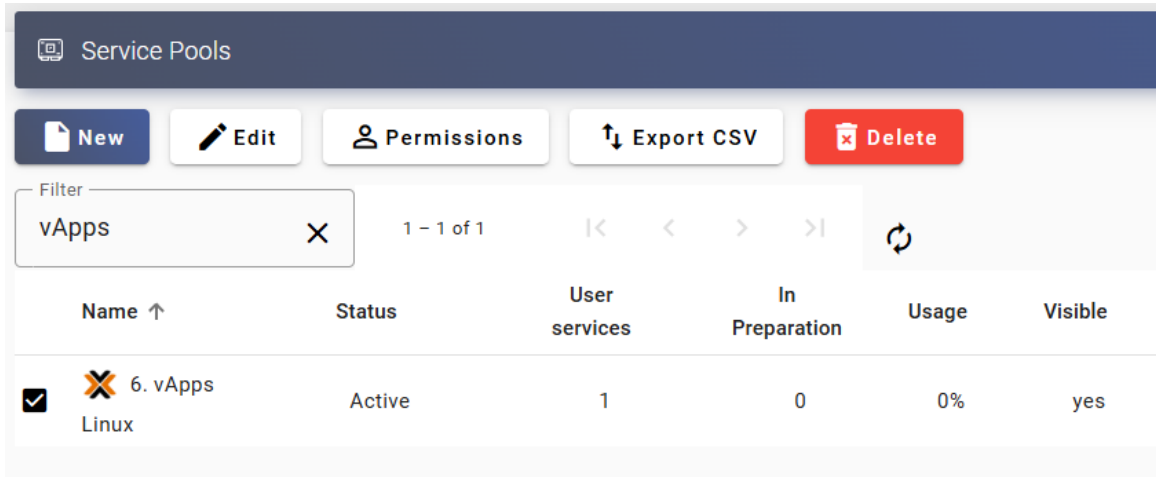 Service Pools
New Edit Permissions Export CSV Delete
Filter
vApps 1 – 1 of 1
Name Status User services In Preparation Usage Visible
6. vApps Linux Active 1 0 0% yes